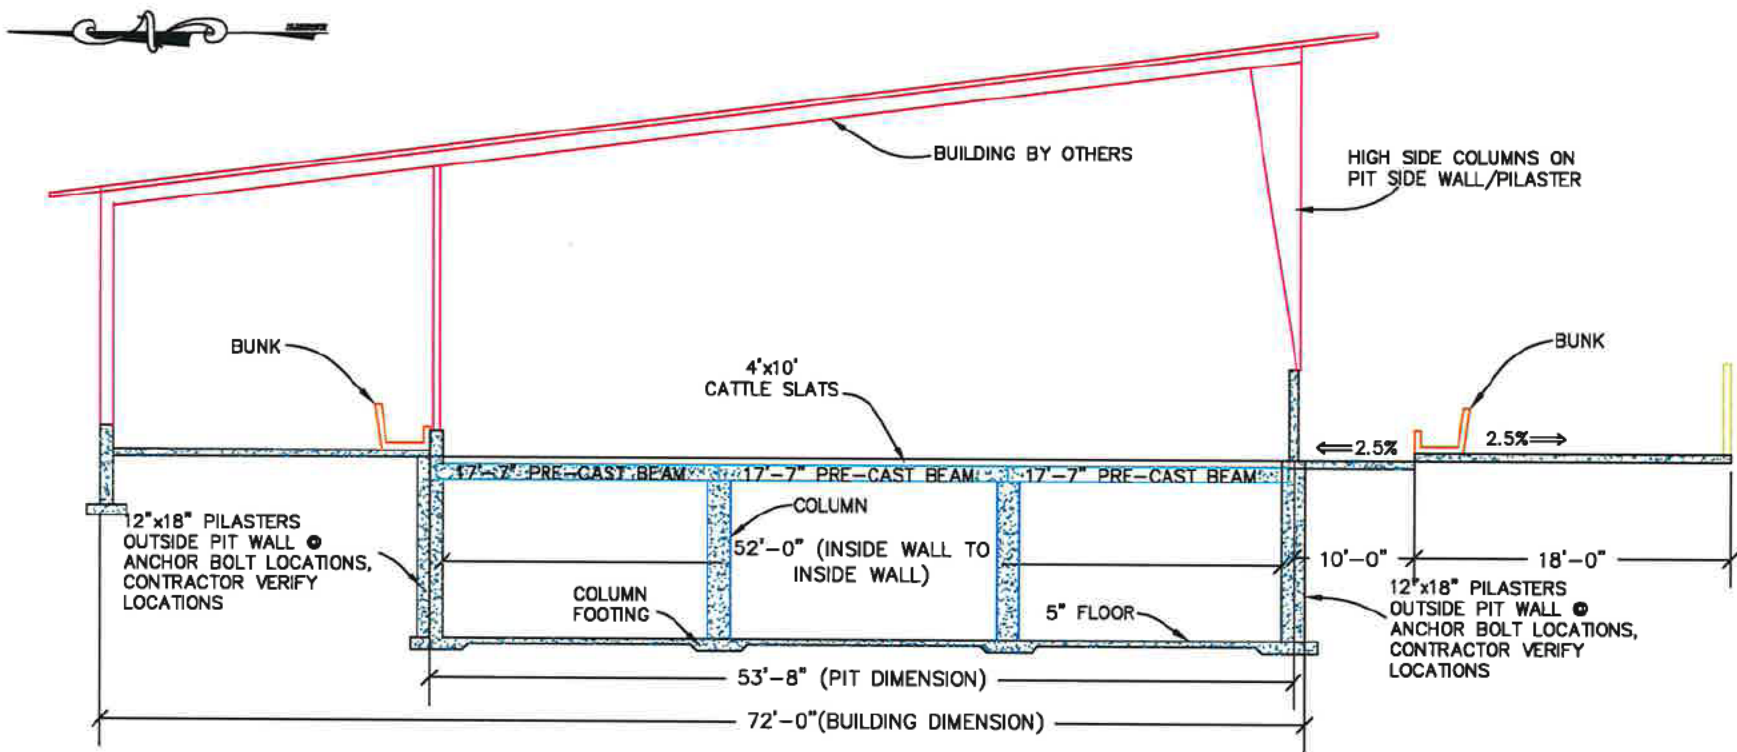 BUILDING BY OTHERS
HIGH SIDE COLUMNS ON
PIT SIDE WALL/PILASTER
BUNK
4'x10'
CATTLE SLATS
BUNK
2.5%
2.5%
17'-7" PRE-CAST BEAM
17'-7" PRE-CAST BEAM
17'-7" PRE-CAST BEAM
12"x18" PILASTERS
OUTSIDE PIT WALL @
ANCHOR BOLT LOCATIONS,
CONTRACTOR VERIFY
LOCATIONS
COLUMN
52'-0" (INSIDE WALL TO
INSIDE WALL)
10'-0"
18'-0"
COLUMN
FOOTING
5" FLOOR
12"x18" PILASTERS
OUTSIDE PIT WALL @
ANCHOR BOLT LOCATIONS,
CONTRACTOR VERIFY
LOCATIONS
53'-8" (PIT DIMENSION)
72'-0"(BUILDING DIMENSION)